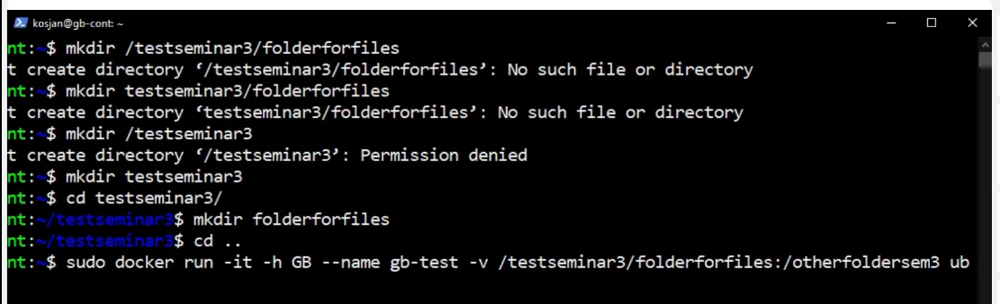 kosjan@gb-cont: ~
nt:~$ mkdir /testseminar3/folderforfiles
t create directory ‘/testseminar3/folderforfiles’: No such file or directory
nt:~$ mkdir testseminar3/folderforfiles
t create directory ‘testseminar3/folderforfiles’: No such file or directory
nt:~$ mkdir /testseminar3
t create directory ‘/testseminar3’: Permission denied
nt:~$ mkdir testseminar3
nt:~$ cd testseminar3/
nt:~/testseminar3$ mkdir folderforfiles
nt:~/testseminar3$ cd ..
nt:~$ sudo docker run -it -h GB --name gb-test -v /testseminar3/folderforfiles:/otherfoldersem3 ub